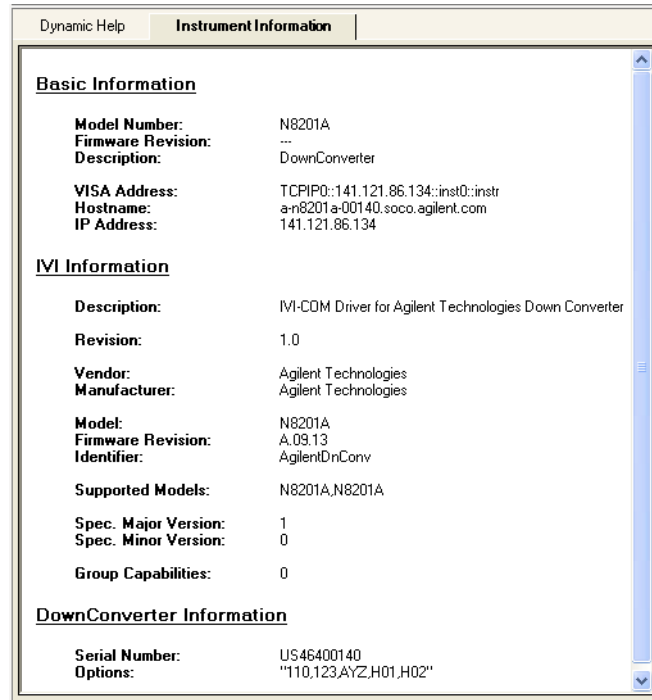 Dynamic Help Instrument Information
Basic Information
Model Number: N8201A
Firmware Revision: ---
Description: DownConverter
VISA Address: TCPIP0::141.121.86.134::inst0::instr
Hostname: a-n8201a-00140.soco.agilent.com
IP Address: 141.121.86.134
IVI Information
Description: IVI-COM Driver for Agilent Technologies Down Converter
Revision: 1.0
Vendor: Agilent Technologies
Manufacturer: Agilent Technologies
Model: N8201A
Firmware Revision: A.09.13
Identifier: AgilentDnConv
Supported Models: N8201A,N8201A
Spec. Major Version: 1
Spec. Minor Version: 0
Group Capabilities: 0
DownConverter Information
Serial Number: US46400140
Options: "110,123,AYZ,H01,H02"